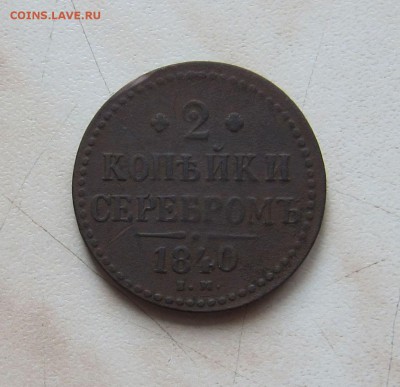 COINS.LAVE.RU
2
КОПѢЙКИ
СЕРЕБРОМЪ
1840